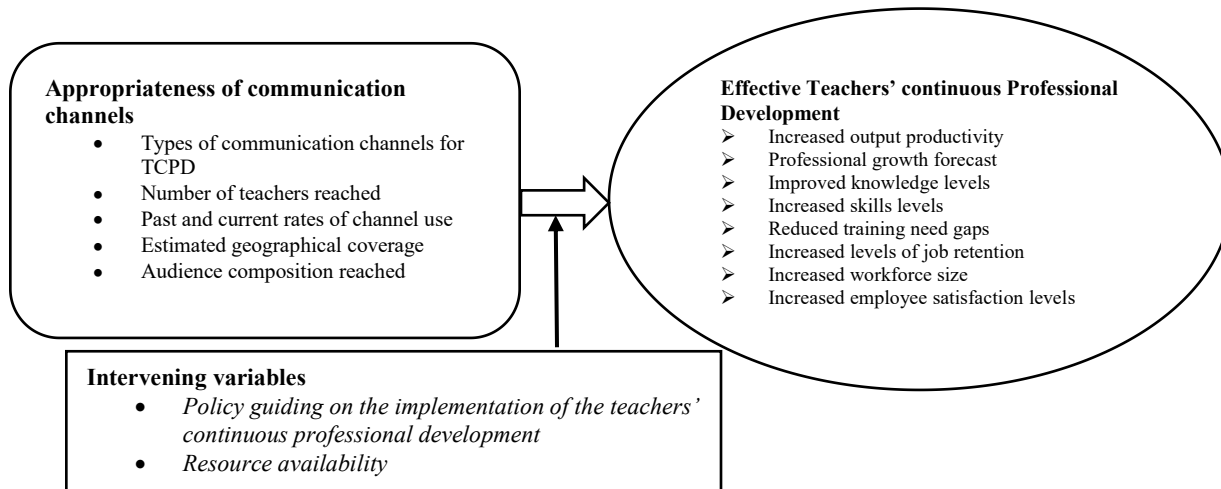 Appropriateness of communication
channels
• Types of communication channels for
TCPD
• Number of teachers reached
• Past and current rates of channel use
• Estimated geographical coverage
• Audience composition reached
Effective Teachers’ continuous Professional
Development
➢ Increased output productivity
➢ Professional growth forecast
➢ Improved knowledge levels
➢ Increased skills levels
➢ Reduced training need gaps
➢ Increased levels of job retention
➢ Increased workforce size
➢ Increased employee satisfaction levels
Intervening variables
• Policy guiding on the implementation of the teachers’
continuous professional development
• Resource availability